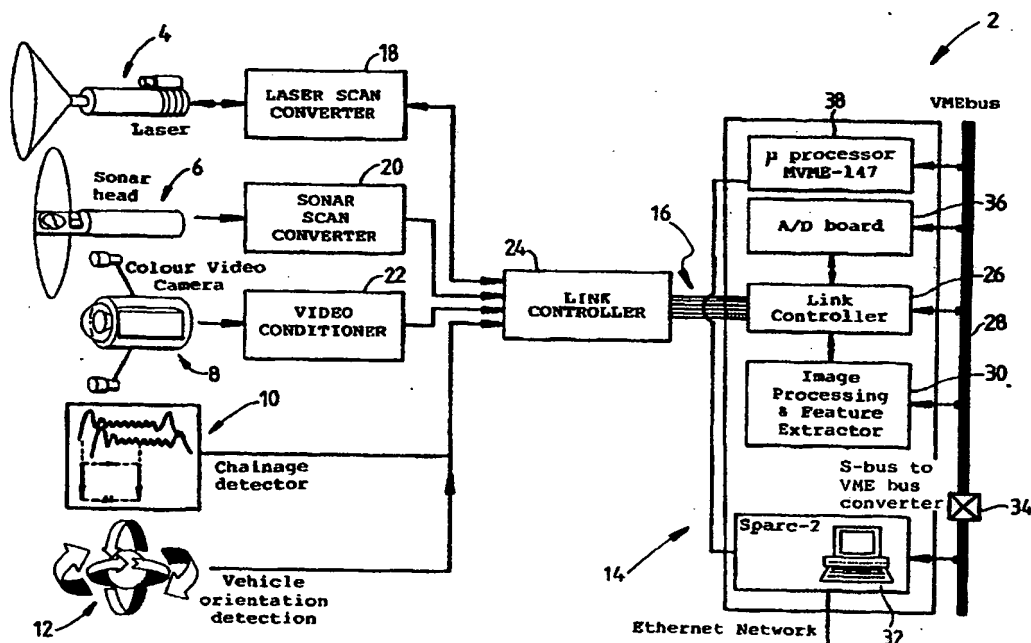 4
18
LASER SCAN
CONVERTER
Laser
Sonar
head
6
20
SONAR
SCAN
CONVERTER
Colour Video
Camera
22
VIDEO
CONDITIONER
8
10
Chainage
detector
Vehicle
orientation
detection
12
24
LINK
CONTROLLER
16
2
VMEbus
38
µ processor
MVME-147
36
A/D board
26
Link
Controller
28
30
Image
Processing
& Feature
Extractor
S-bus to
VME bus
converter
34
Sparc-2
14
32
Ethernet Network